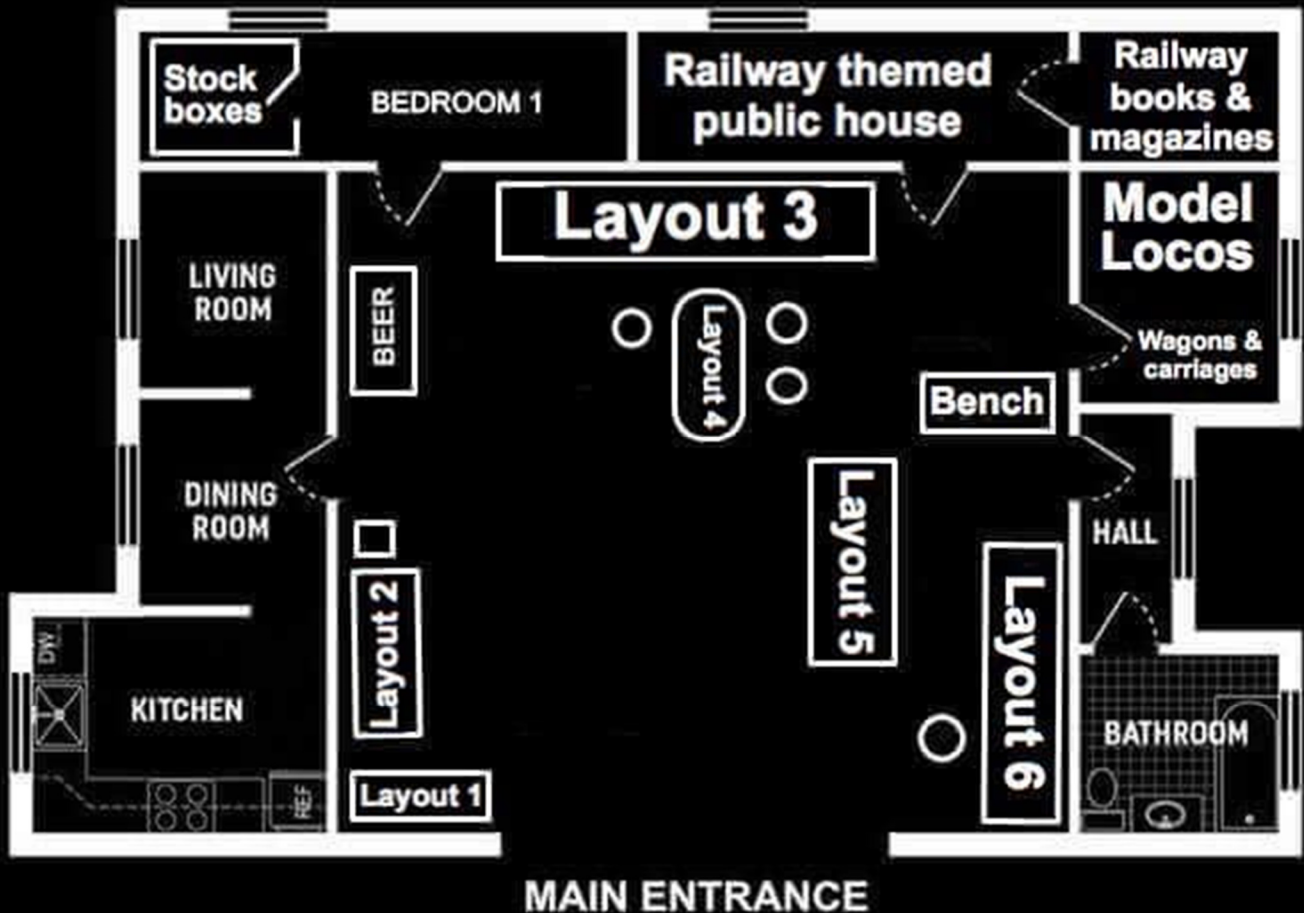 Stock
boxes
BEDROOM 1
Railway themed
public house
Railway
books &
magazines
Layout 3
Model
Locos
LIVING
ROOM
BEER
Layout 4
Wagons &
carriages
Bench
DINING
ROOM
Layout 5
HALL
Layout 2
Layout 6
DW
KITCHEN
BATHROOM
REF
Layout 1
MAIN ENTRANCE